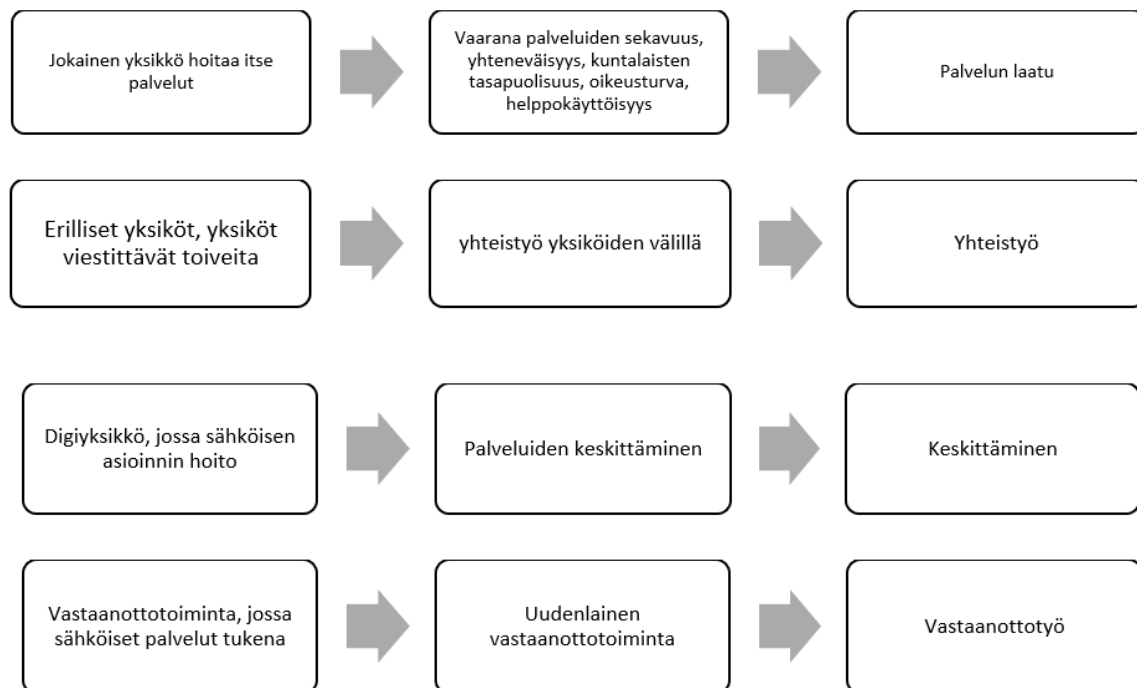 Jokainen yksikkö hoitaa itse
palvelut
Vaarana palveluiden sekavuus,
yhteneväisyys, kuntalaisten
tasapuolisuus, oikeusturva,
helppokäyttöisyys
Palvelun laatu
Erilliset yksiköt, yksiköt
viestittävät toiveita
yhteistyö yksiköiden välillä
Yhteistyö
Digiyksikkö, jossa sähköisen
asioinnin hoito
Palveluiden keskittäminen
Keskittäminen
Vastaanottotoiminta, jossa
sähköiset palvelut tukena
Uudenlainen
vastaanottotoiminta
Vastaanottotyö